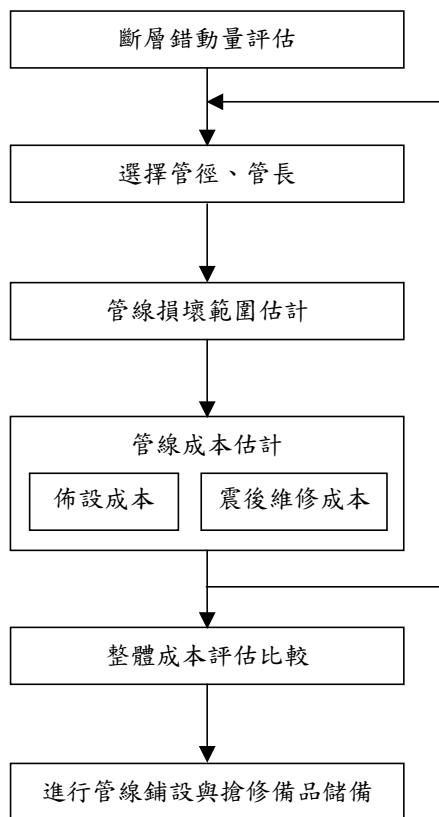 斷層錯動量評估
選擇管徑、管長
管線損壞範圍估計
管線成本估計
佈設成本
震後維修成本
整體成本評估比較
進行管線鋪設與搶修備品儲備